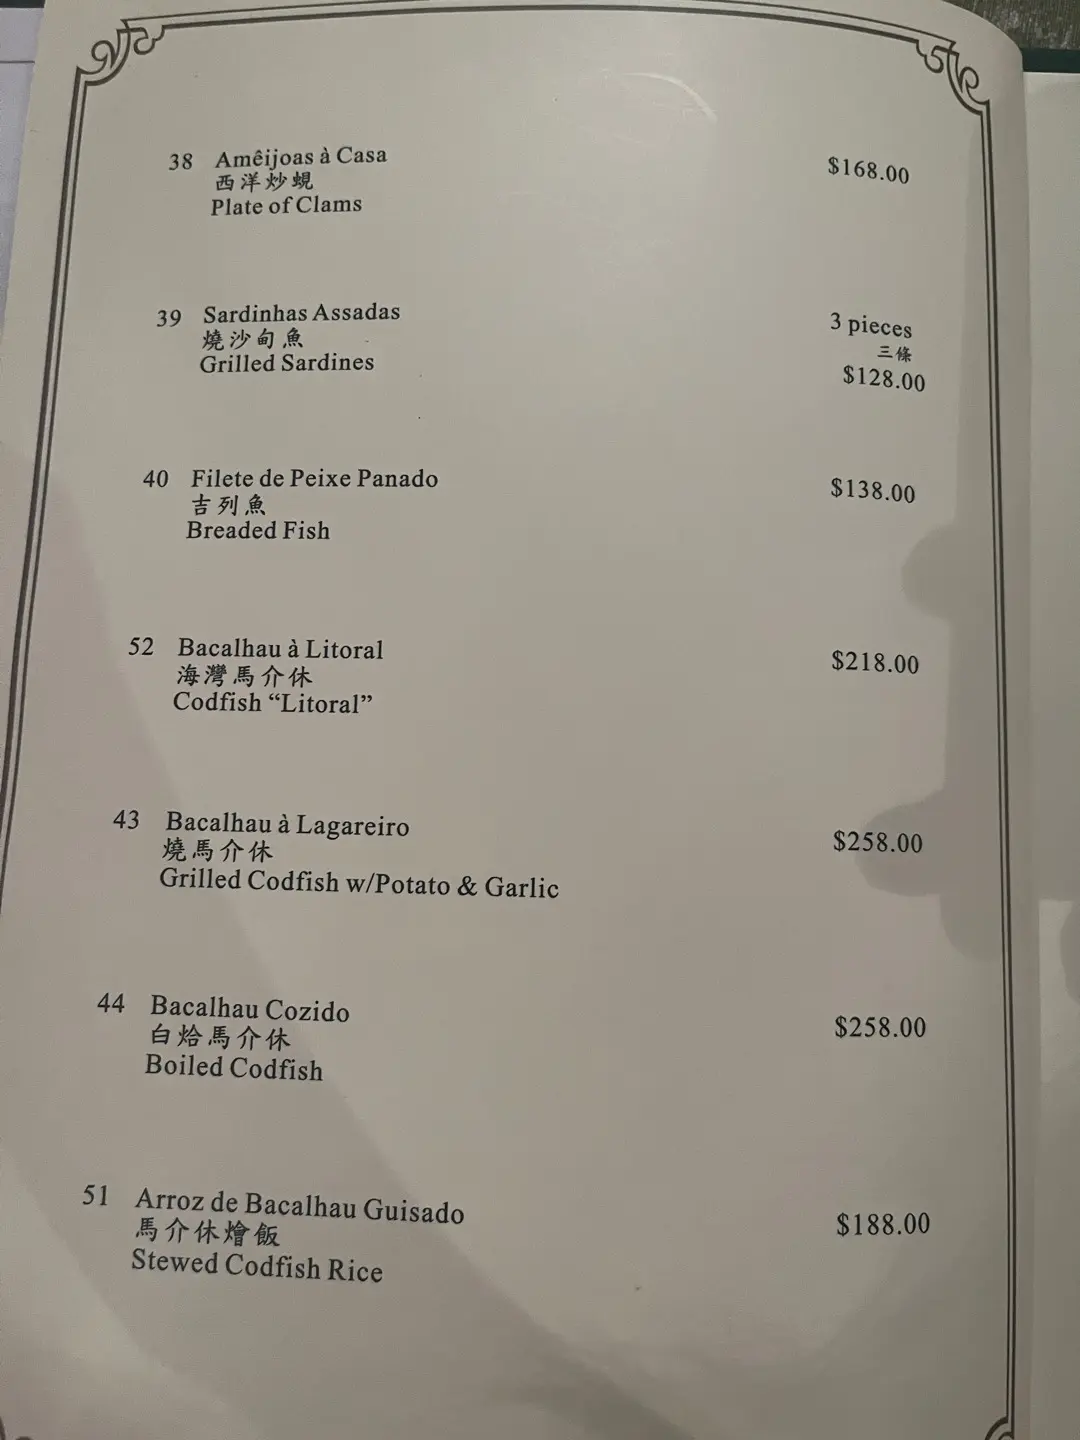 38 Amêijoas à Casa $168.00
西洋炒蜆
Plate of Clams
39 Sardinhas Assadas 3 pieces
燒沙甸魚 三條
Grilled Sardines $128.00
40 Filete de Peixe Panado $138.00
吉列魚
Breaded Fish
52 Bacalhau à Litoral $218.00
海灣馬介休
Codfish “Litoral”
43 Bacalhau à Lagareiro $258.00
燒馬介休
Grilled Codfish w/Potato & Garlic
44 Bacalhau Cozido $258.00
白烚馬介休
Boiled Codfish
51 Arroz de Bacalhau Guisado $188.00
馬介休燴飯
Stewed Codfish Rice